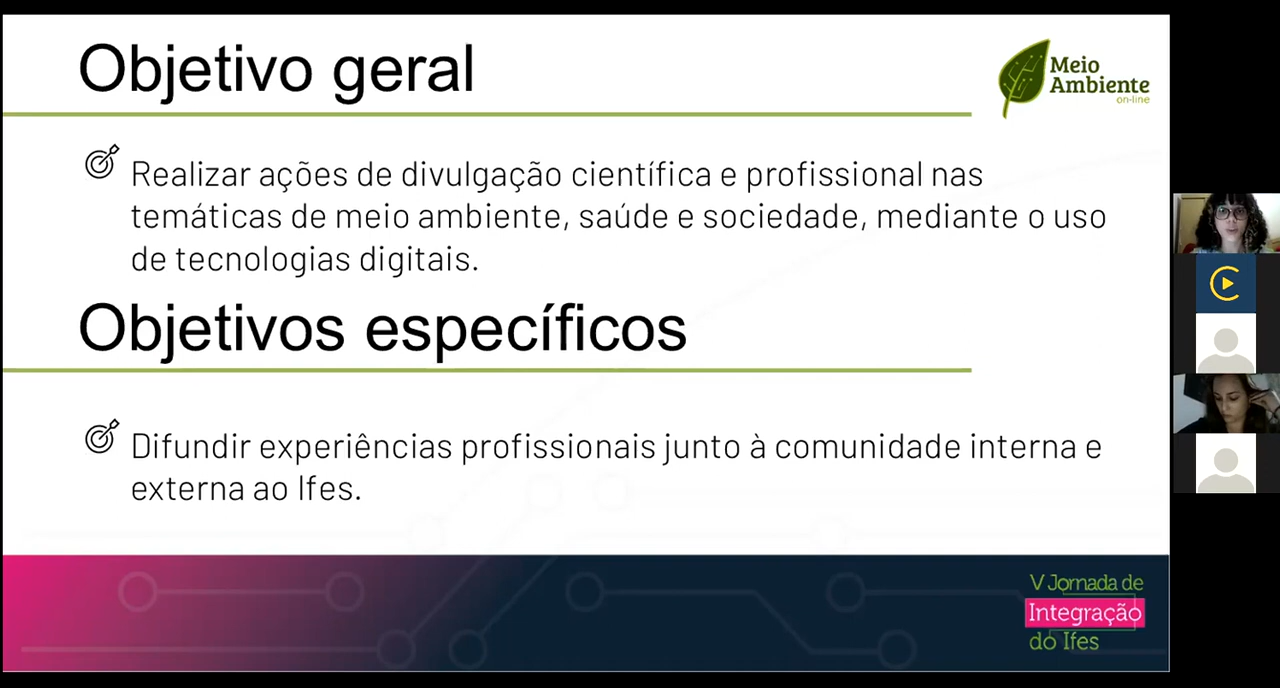 Objetivo geral
Meio
Ambiente
on-line
Realizar ações de divulgação científica e profissional nas
temáticas de meio ambiente, saúde e sociedade, mediante o uso
de tecnologias digitais.
Objetivos específicos
Difundir experiências profissionais junto à comunidade interna e
externa ao Ifes.
V Jornada de
Integração
do Ifes